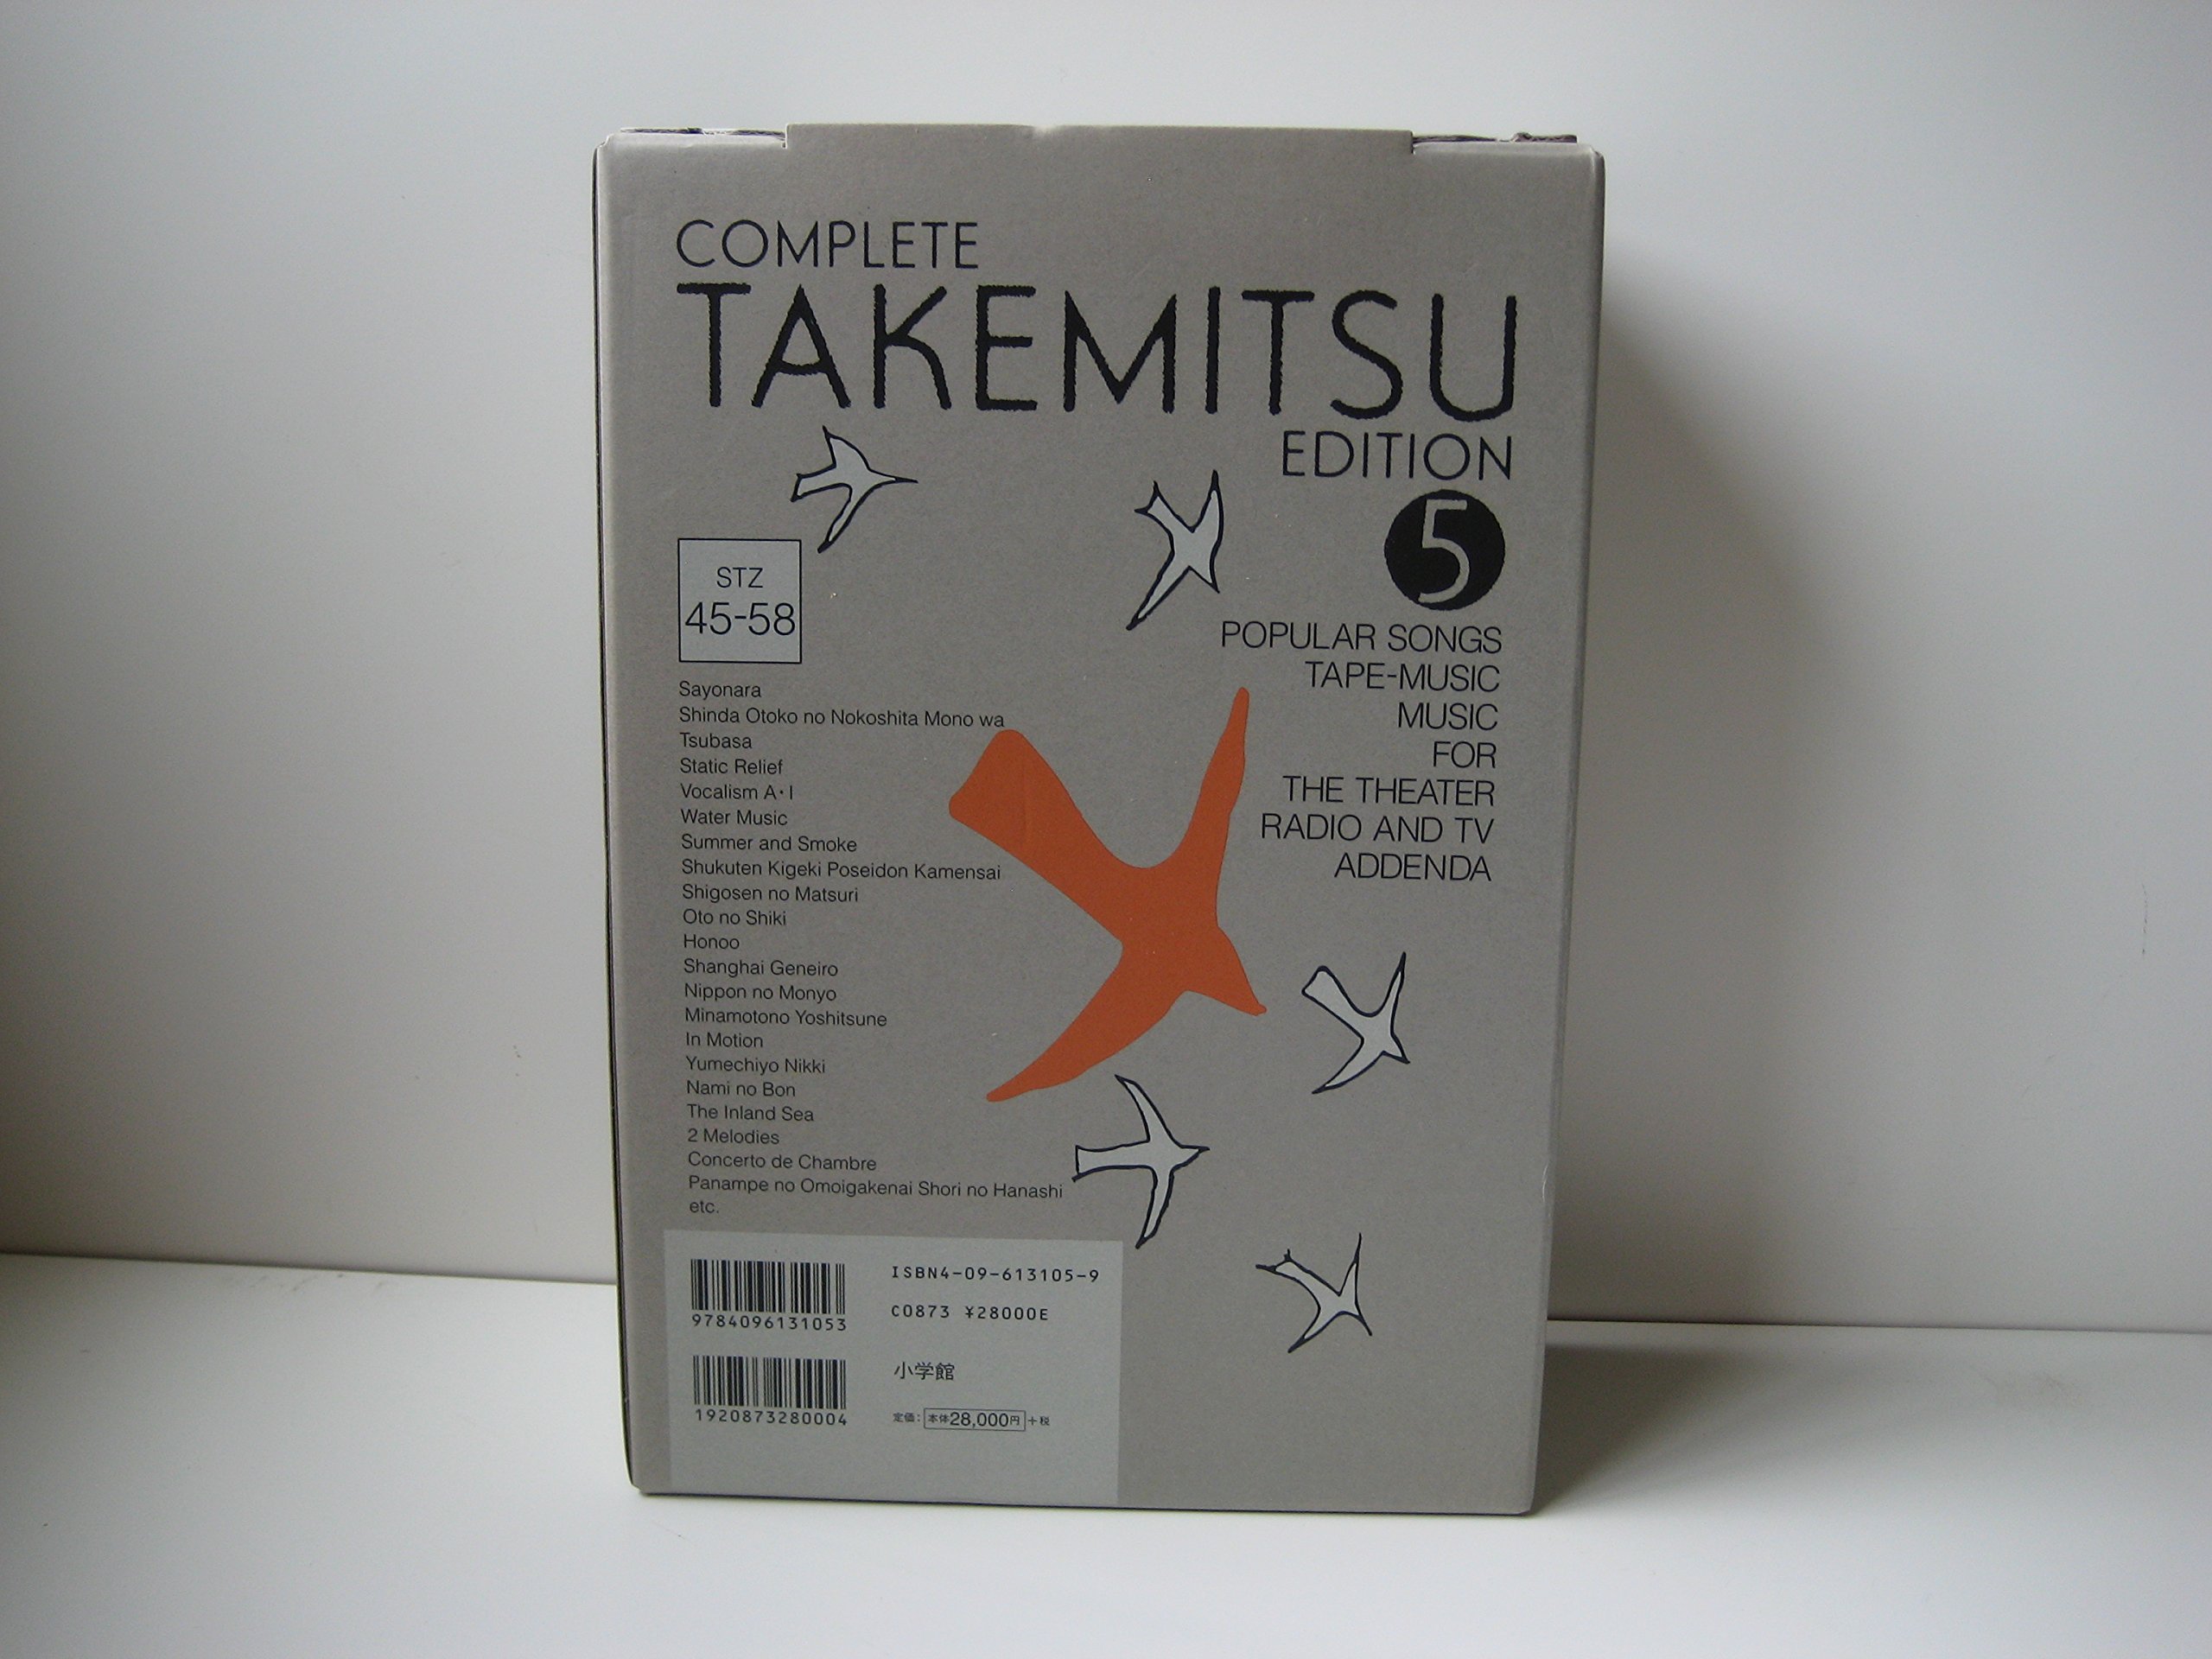 COMPLETE
TAKEMITSU
EDITION
5
POPULAR SONGS
TAPE-MUSIC
MUSIC
FOR
THE THEATER
RADIO AND TV
ADDENDA
STZ
45-58
Sayonara
Shinda Otoko no Nokoshita Mono wa
Tsubasa
Static Relief
Vocalism A・I
Water Music
Summer and Smoke
Shukuten Kigeki Poseidon Kamensai
Shigosen no Matsuri
Oto no Shiki
Honoo
Shanghai Geneiro
Nippon no Monyo
Minamotono Yoshitsune
In Motion
Yumechiyo Nikki
Nami no Bon
The Inland Sea
2 Melodies
Concerto de Chambre
Panampe no Omoigakenai Shori no Hanashi
etc.
9784096131053
1920873280004
ISBN4-09-613105-9
C0873 ¥28000E
小学館
定価：本体28,000円＋税